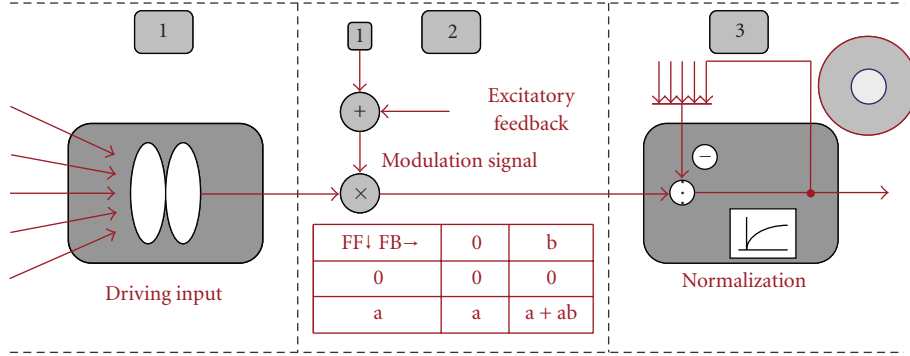 1
1
2
3
+
Excitatory
feedback
Modulation signal
−
×
FF↓ FB→ 0 b
0 0 0
a a a + ab
Driving input
Normalization